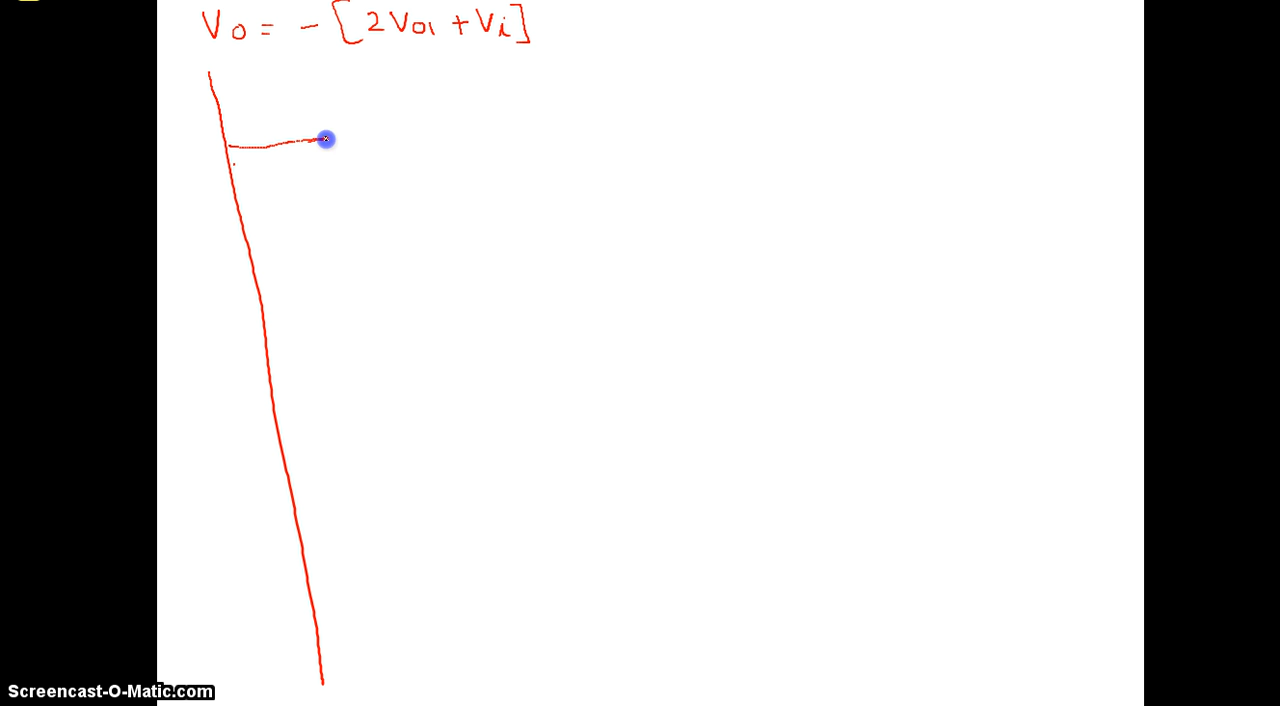 Vo = - [2Vo1 + Vi]
Screencast-O-Matic.com